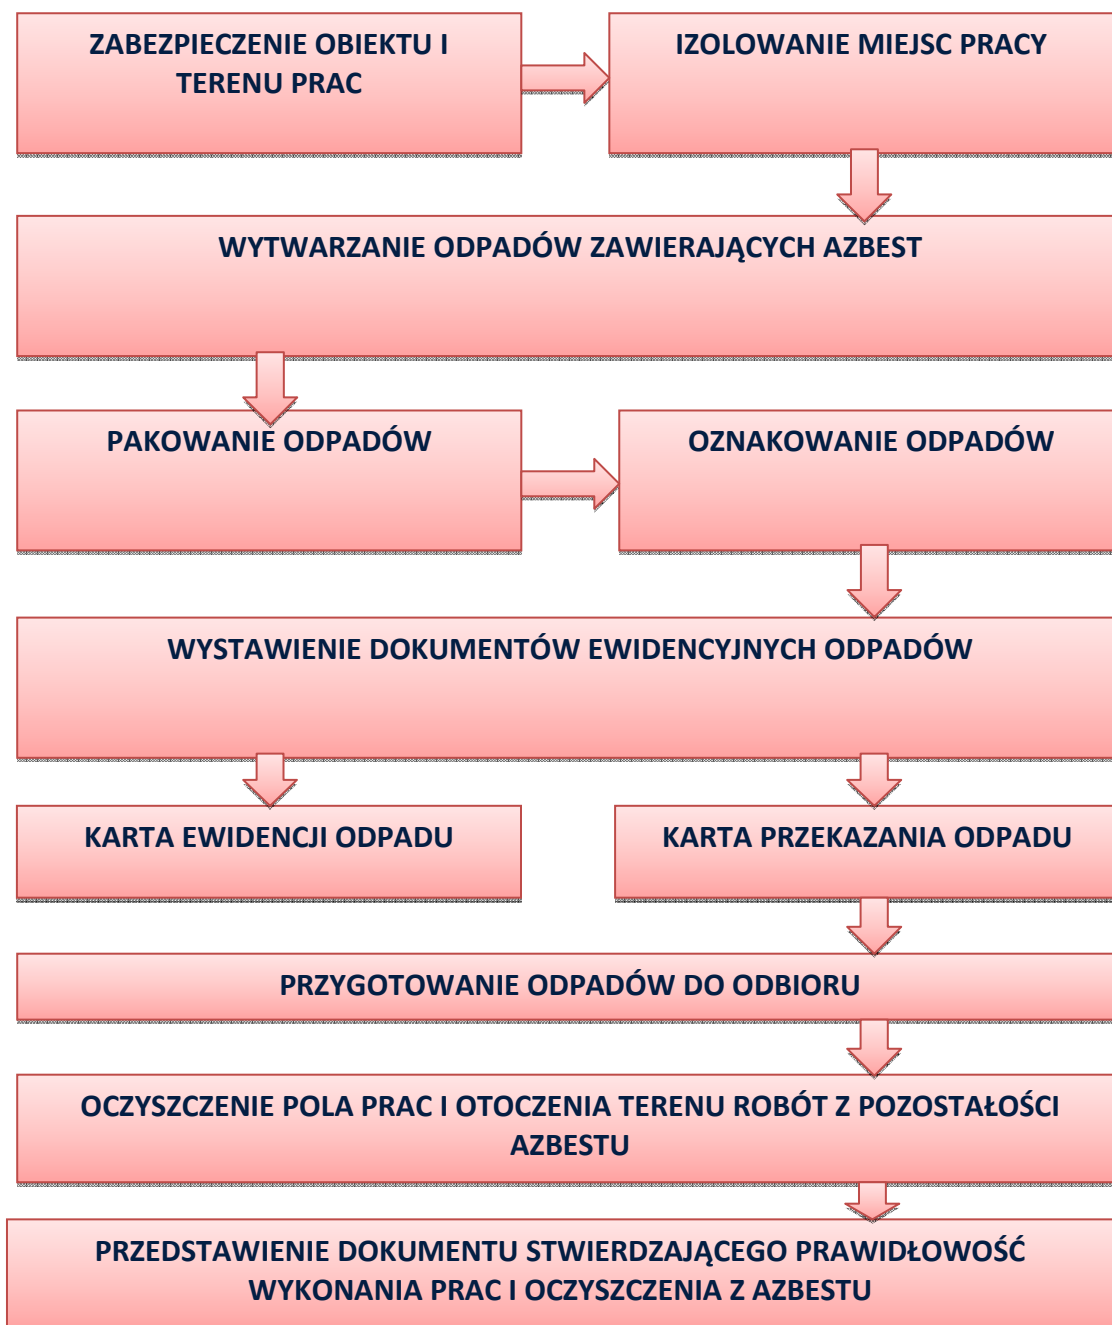 ZABEZPIECZENIE OBIEKTU I
TERENU PRAC
IZOLOWANIE MIEJSC PRACY
WYTWARZANIE ODPADÓW ZAWIERAJĄCYCH AZBEST
PAKOWANIE ODPADÓW
OZNAKOWANIE ODPADÓW
WYSTAWIENIE DOKUMENTÓW EWIDENCYJNYCH ODPADÓW
KARTA EWIDENCJI ODPADU
KARTA PRZEKAZANIA ODPADU
PRZYGOTOWANIE ODPADÓW DO ODBIORU
OCZYSZCZENIE POLA PRAC I OTOCZENIA TERENU ROBÓT Z POZOSTAŁOŚCI
AZBESTU
PRZEDSTAWIENIE DOKUMENTU STWIERDZAJĄCEGO PRAWIDŁOWOŚĆ
WYKONANIA PRAC I OCZYSZCZENIA Z AZBESTU